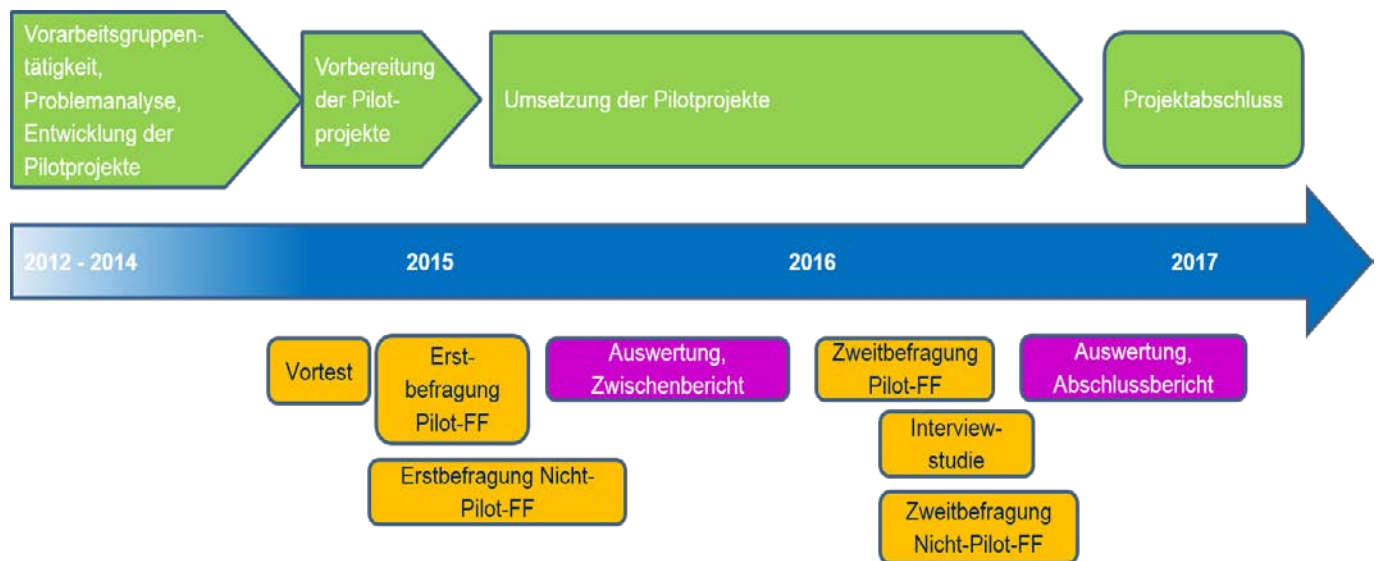 Vorarbeitsgruppen-
tätigkeit,
Problemanalyse,
Entwicklung der
Pilotprojekte
Vorbereitung
der Pilot-
projekte
Umsetzung der Pilotprojekte
Projektabschluss
2012 - 2014
2015
2016
2017
Vortest
Erst-
befragung
Pilot-FF
Auswertung,
Zwischenbericht
Zweitbefragung
Pilot-FF
Auswertung,
Abschlussbericht
Erstbefragung Nicht-
Pilot-FF
Interview-
studie
Zweitbefragung
Nicht-Pilot-FF